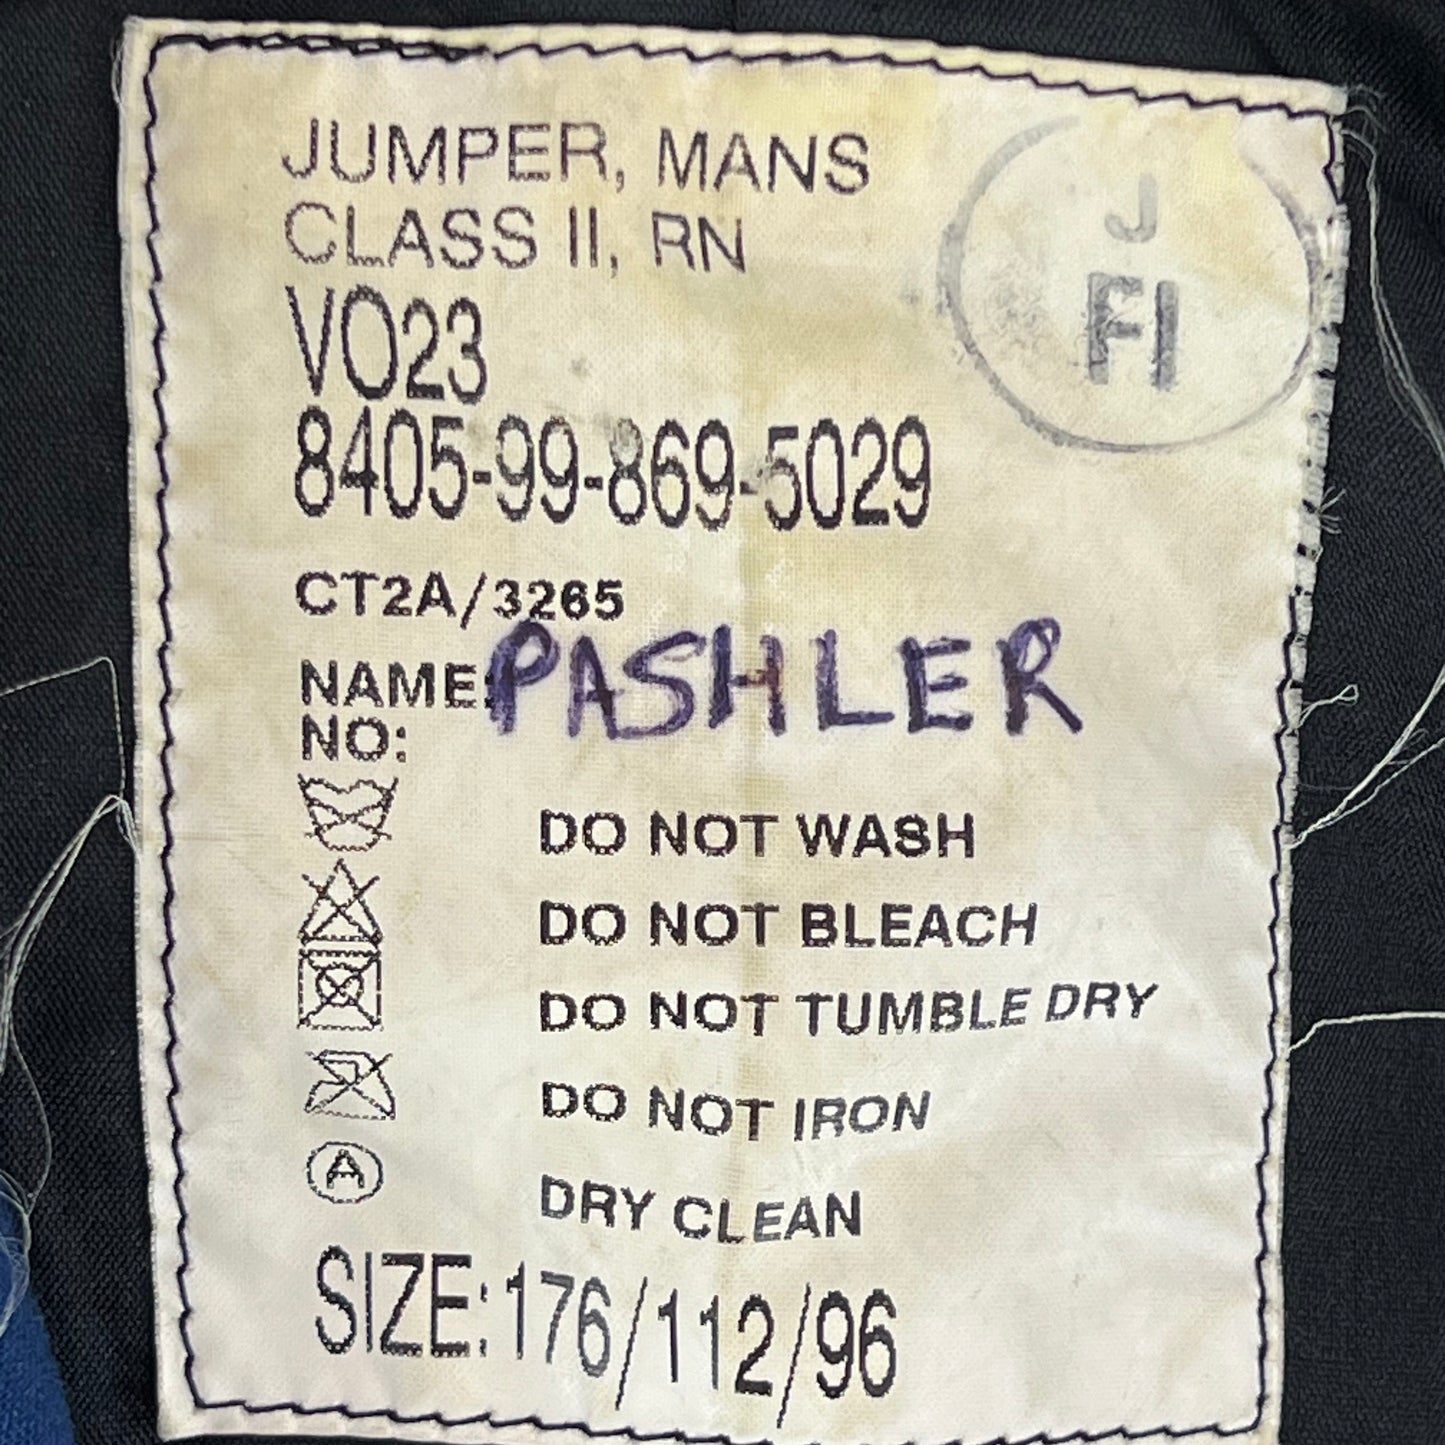 JUMPER, MANS
CLASS II, RN
VO23
8405-99-869-5029
CT2A/3265
NAME: PASHLER
NO:
DO NOT WASH
DO NOT BLEACH
DO NOT TUMBLE DRY
DO NOT IRON
A
DRY CLEAN
SIZE: 176/112/96
J
FI